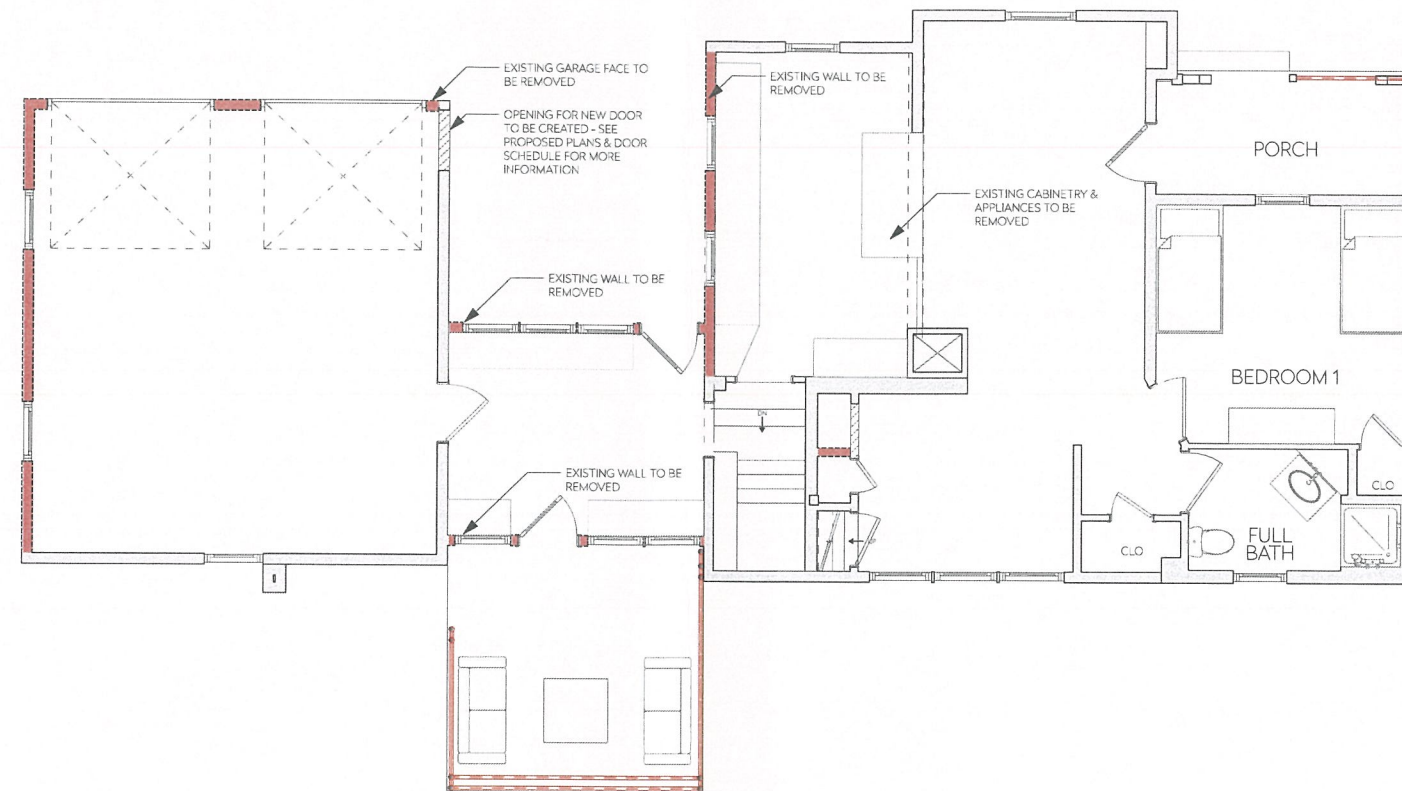 EXISTING GARAGE FACE TO
BE REMOVED
OPENING FOR NEW DOOR
TO BE CREATED - SEE
PROPOSED PLANS & DOOR
SCHEDULE FOR MORE
INFORMATION
EXISTING WALL TO BE
REMOVED
PORCH
EXISTING CABINETRY &
APPLIANCES TO BE
REMOVED
EXISTING WALL TO BE
REMOVED
BEDROOM 1
DN
EXISTING WALL TO BE
REMOVED
CLO
FULL
BATH
CLO